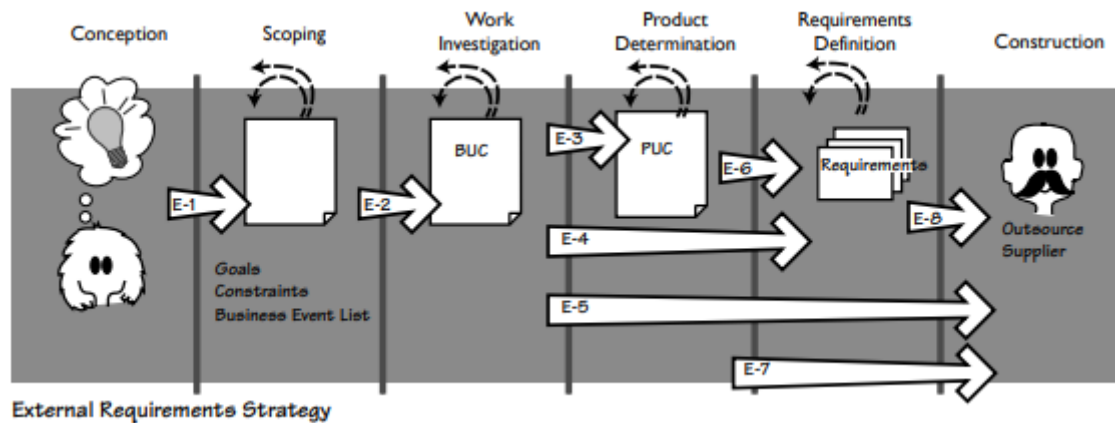 Conception
Scoping
Work
Investigation
Product
Determination
Requirements
Definition
Construction
E-1
E-2
BUC
E-3
PUC
E-6
Requirements
E-8
Outsource
Supplier
E-4
Goals
Constraints
Business Event List
E-5
E-7
External Requirements Strategy